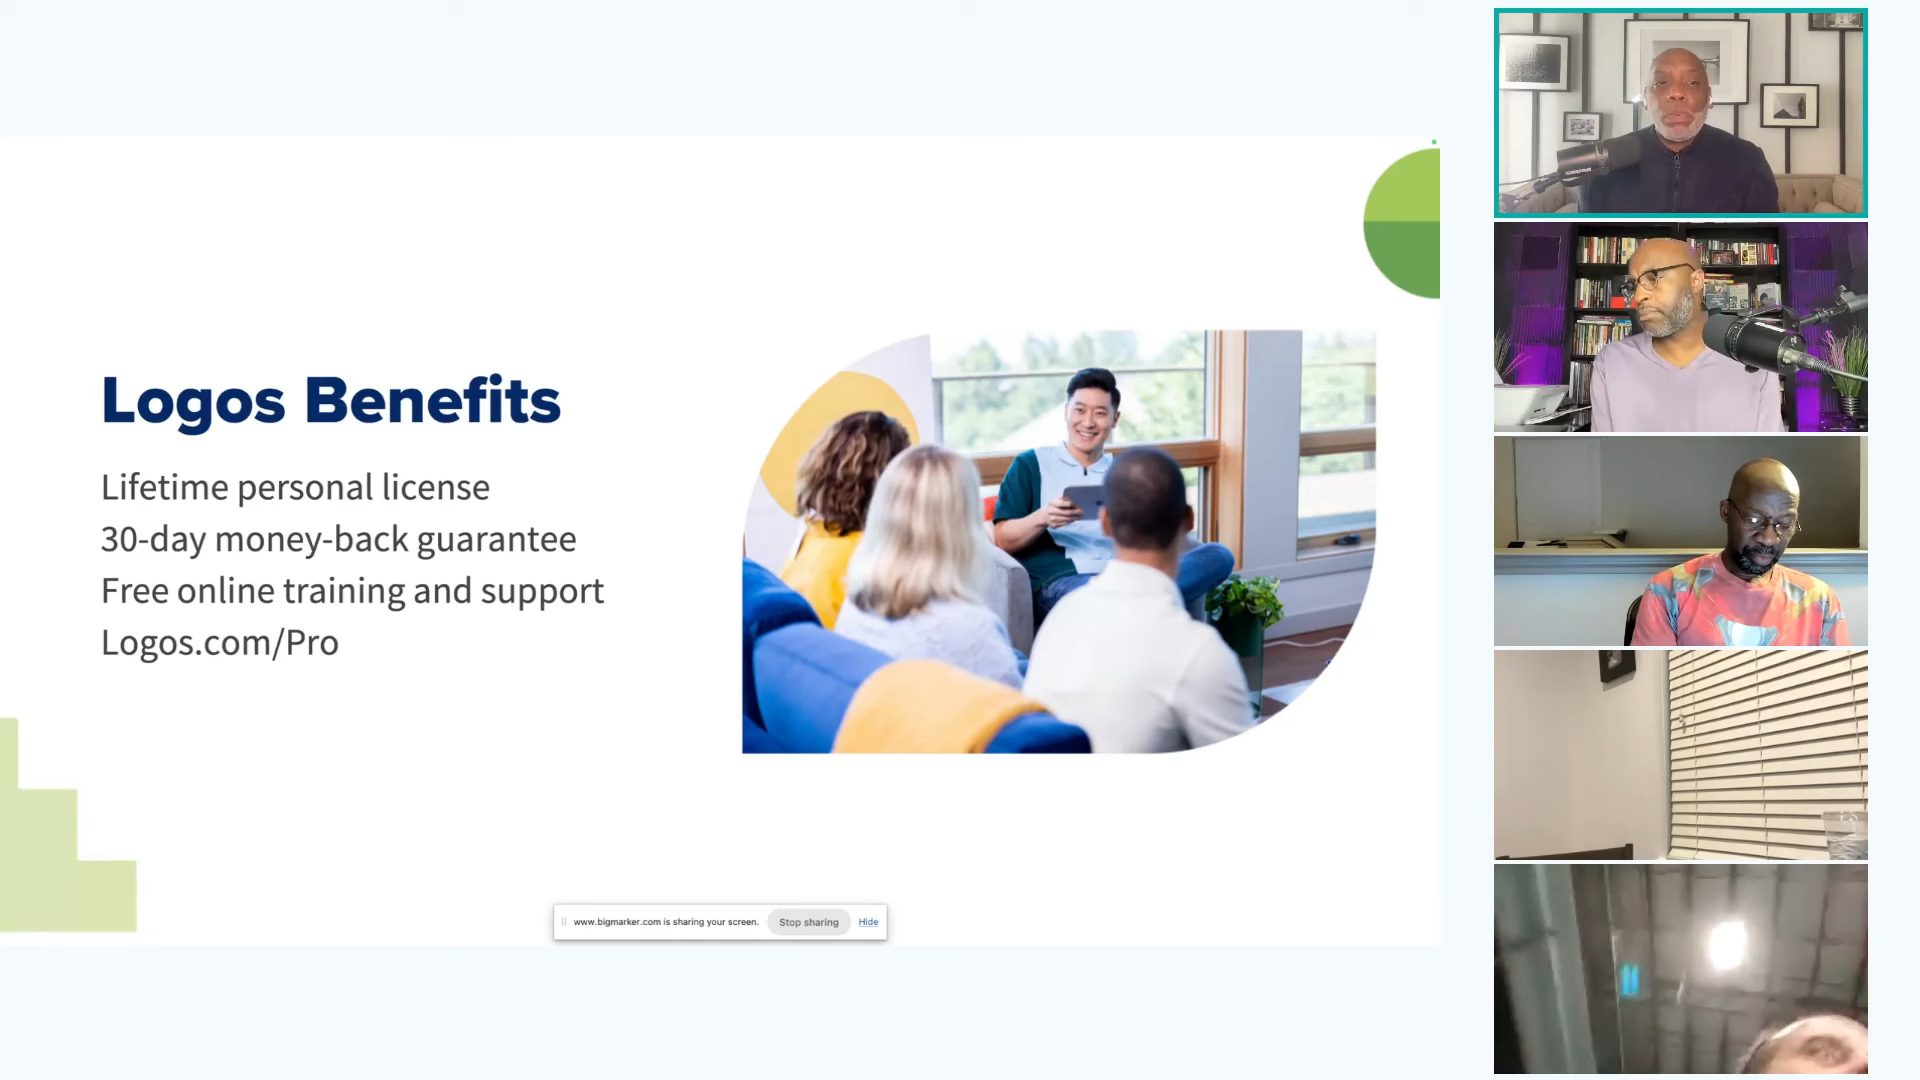 Logos Benefits
Lifetime personal license
30-day money-back guarantee
Free online training and support
Logos.com/Pro
www.bigmarker.com is sharing your screen. Stop sharing Hide